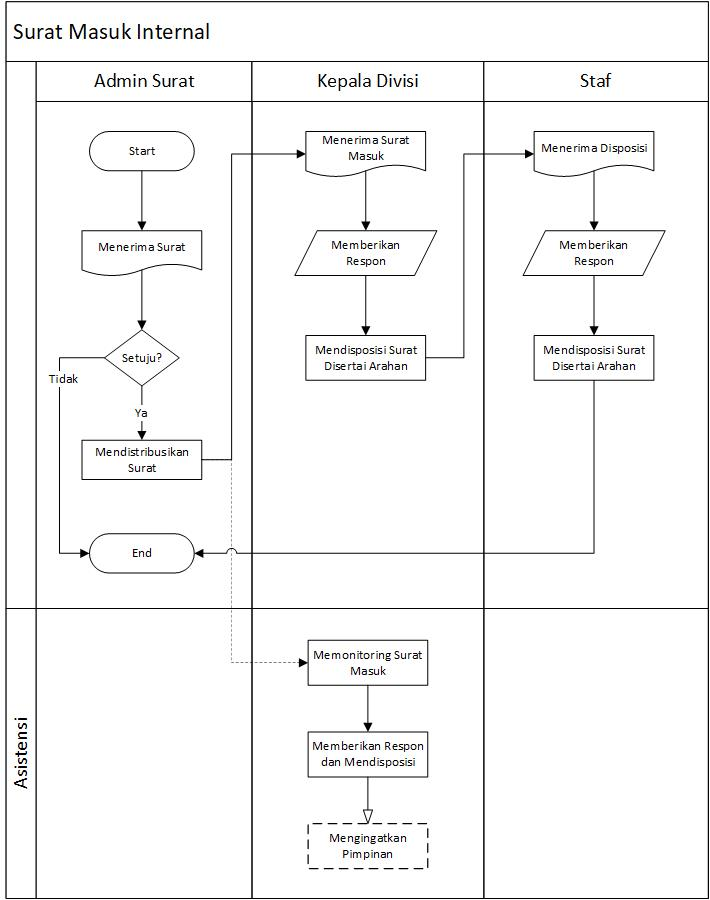 Surat Masuk Internal
Admin Surat
Kepala Divisi
Staf
Start
Menerima Surat
Setuju?
Tidak
Ya
Mendistribusikan
Surat
End
Menerima Surat
Masuk
Memberikan
Respon
Mendisposisi Surat
Disertai Arahan
Menerima Disposisi
Memberikan
Respon
Mendisposisi Surat
Disertai Arahan
Asistensi
Memonitoring Surat
Masuk
Memberikan Respon
dan Mendisposisi
Mengingatkan
Pimpinan